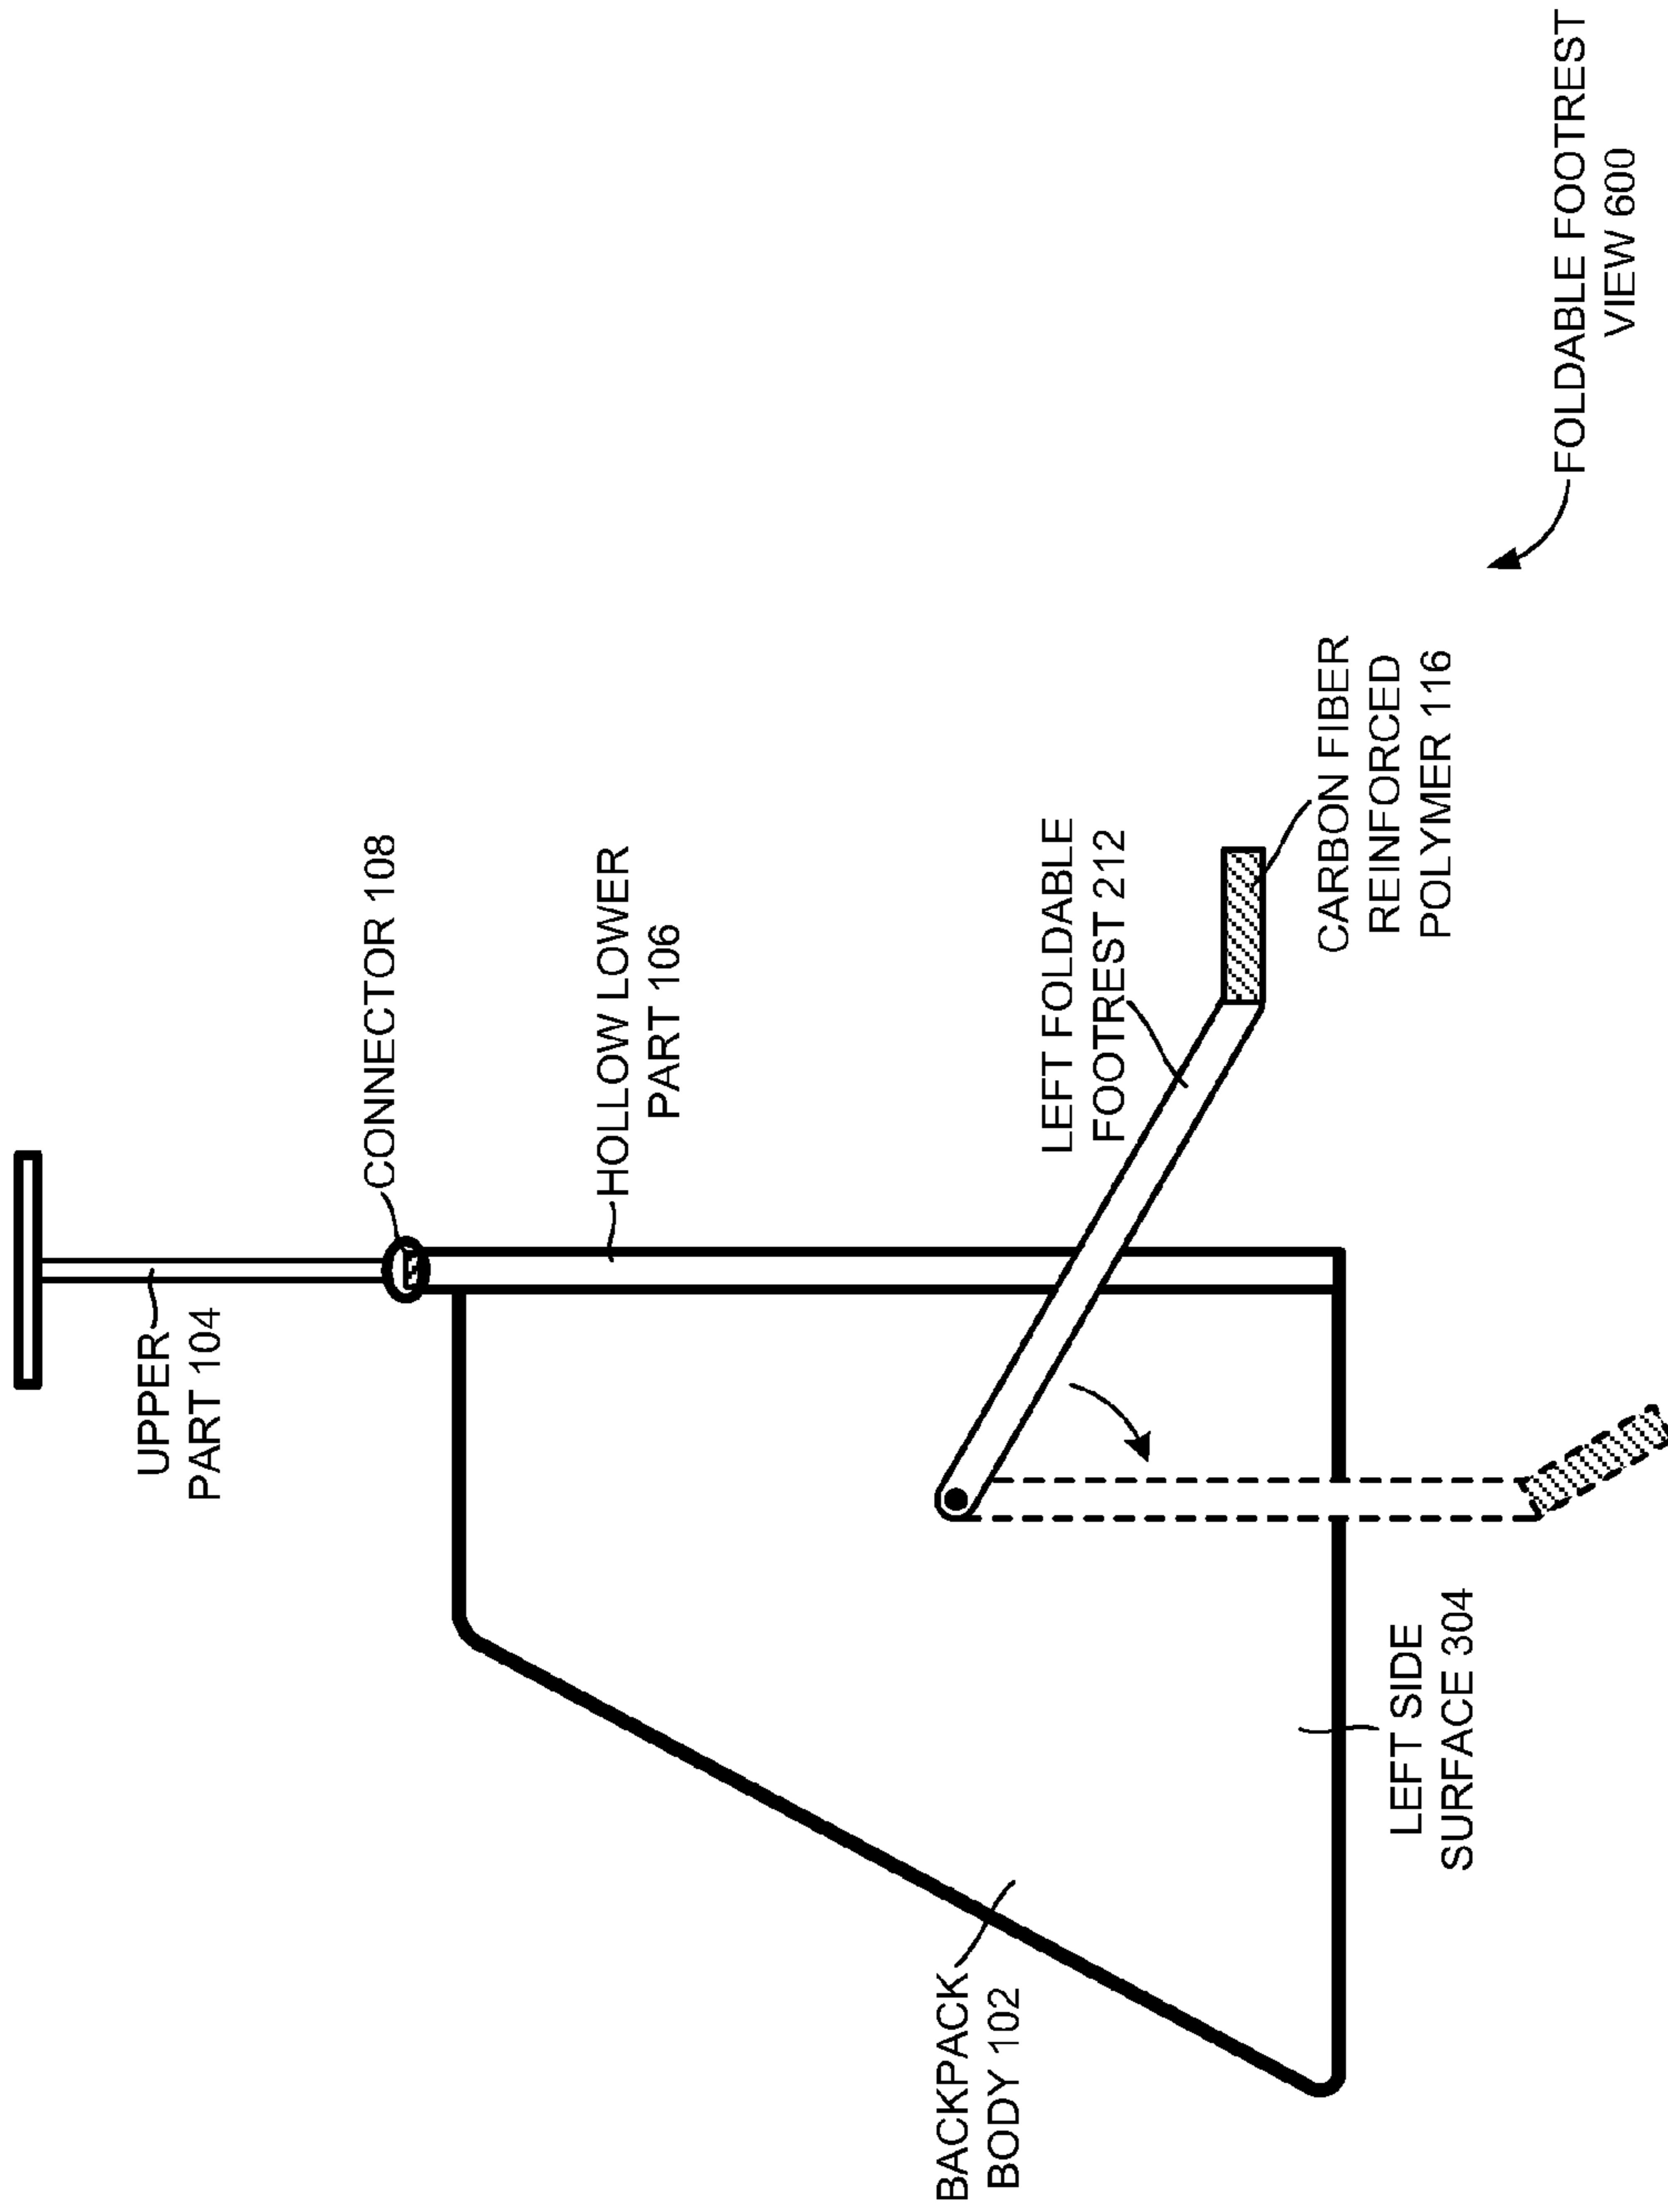 UPPER
PART 104
CONNECTOR 108
HOLLOW LOWER
PART 106
LEFT FOLDABLE
FOOTREST 212
CARBON FIBER
REINFORCED
POLYMER 116
BACKPACK
BODY 102
LEFT SIDE
SURFACE 304
FOLDABLE FOOTREST
VIEW 600